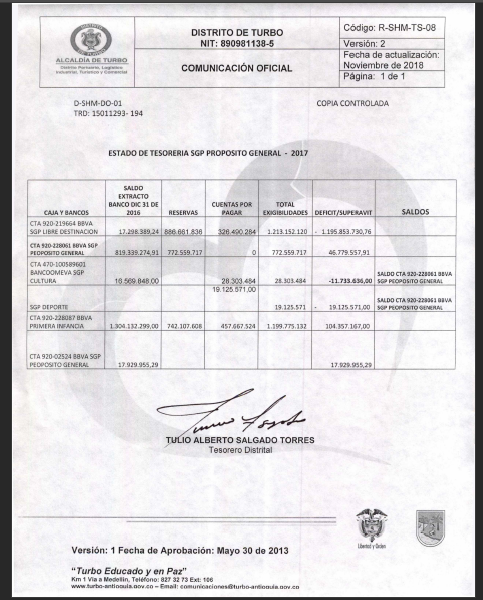 ALCALDÍA DE TURBO
Distrito Portuario, Logístico
Industrial, Turístico y Comercial
DISTRITO DE TURBO
NIT: 890981138-5
COMUNICACIÓN OFICIAL
Código: R-SHM-TS-08
Versión: 2
Fecha de actualización:
Noviembre de 2018
Página: 1 de 1
D-SHM-DO-01
TRD: 15011293- 194
COPIA CONTROLADA
ESTADO DE TESORERIA SGP PROPOSITO GENERAL - 2017
CAJA Y BANCOS
SALDO
EXTRACTO
BANCO DIC 31 DE
2016
RESERVAS
CUENTAS POR
PAGAR
TOTAL
EXIGIBILIDADES
DEFICIT/SUPERAVIT
SALDOS
CTA 920-219664 BBVA
SGP LIBRE DESTINACION
17.298.389,24
886.661.836
326.490.284
1.213.152.120
- 1.195.853.730,76
CTA 920-228061 BBVA SGP
PEOPOSITO GENERAL
819.339.274,91
772.559.717
0
772.559.717
46.779.557,91
CTA 470-100589601
BANCOOMEVA SGP
CULTURA
16.569.848,00
28.303.484
28.303.484
-11.733.636,00
SALDO CTA 920-228061 BBVA
SGP PEOPOSITO GENERAL
SGP DEPORTE
19.125.571,00
19.125.571
- 19.125.571,00
SALDO CTA 920-228061 BBVA
SGP PEOPOSITO GENERAL
CTA 920-228087 BBVA
PRIMERA INFANCIA
1.304.132.299,00
742.107.608
457.667.524
1.199.775.132
104.357.167,00
CTA 920-02524 BBVA SGP
PEOPOSITO GENERAL
17.929.955,29
17.929.955,29
TULIO ALBERTO SALGADO TORRES
Tesorero Distrital
Libertad y Orden
Versión: 1 Fecha de Aprobación: Mayo 30 de 2013
"Turbo Educado y en Paz"
Km 1 Vía a Medellín, Teléfono: 827 32 73 Ext: 106
www.turbo-antioquia.gov.co – Email: comunicaciones@turbo-antioquia.gov.co